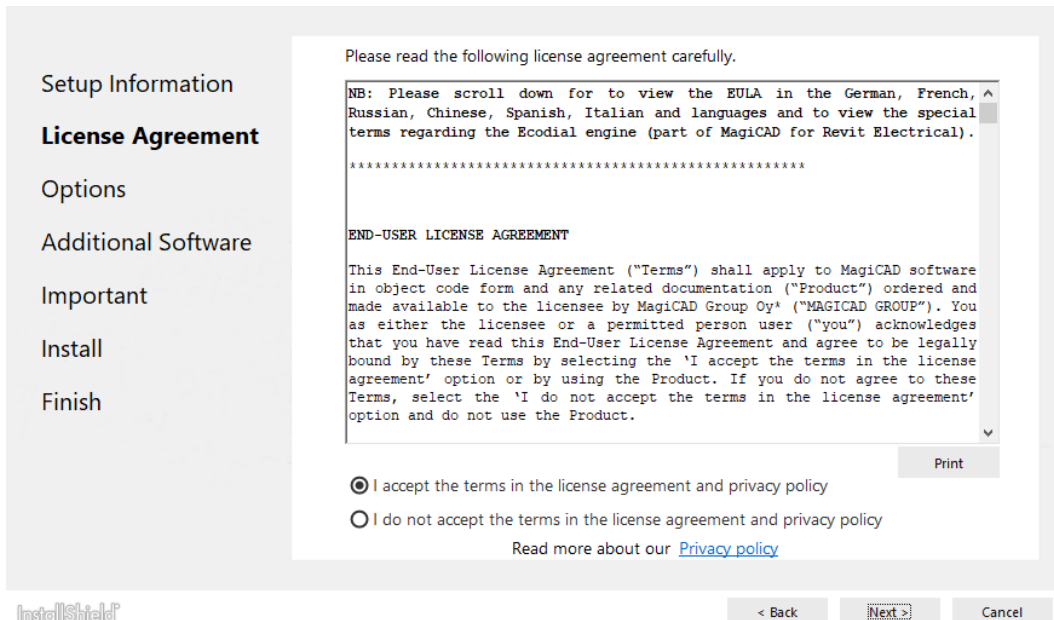 Setup Information
License Agreement
Options
Additional Software
Important
Install
Finish
Please read the following license agreement carefully.
NB: Please scroll down for to view the EULA in the German, French,
Russian, Chinese, Spanish, Italian and languages and to view the special
terms regarding the Ecodial engine (part of MagiCAD for Revit Electrical).
******************************************************
END-USER LICENSE AGREEMENT
This End-User License Agreement (“Terms”) shall apply to MagiCAD software
in object code form and any related documentation (“Product”) ordered and
made available to the licensee by MagiCAD Group Oy* (“MAGICAD GROUP”). You
as either the licensee or a permitted person user (“you”) acknowledges
that you have read this End-User License Agreement and agree to be legally
bound by these Terms by selecting the ‘I accept the terms in the license
agreement’ option or by using the Product. If you do not agree to these
Terms, select the ‘I do not accept the terms in the license agreement’
option and do not use the Product.
Print
I accept the terms in the license agreement and privacy policy
I do not accept the terms in the license agreement and privacy policy
Read more about our Privacy policy
InstallShield
< Back
Next >
Cancel